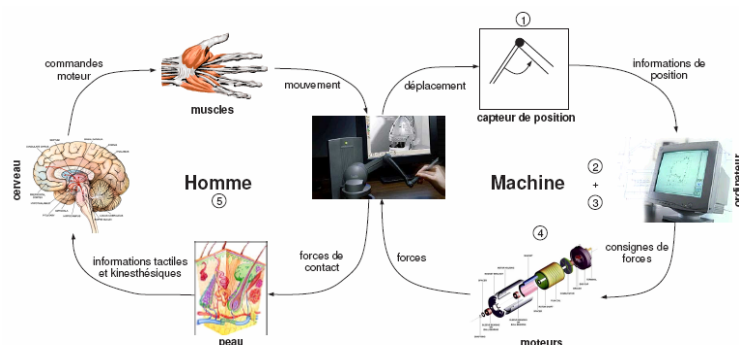 ①
commandes
moteur
informations de
position
mouvement
déplacement
muscles
capteur de position
cerveau
Homme
⑤
Machine
②
+
③
ordinateur
④
informations tactiles
et kinesthésiques
forces de
contact
forces
consignes de
forces
peau
moteurs